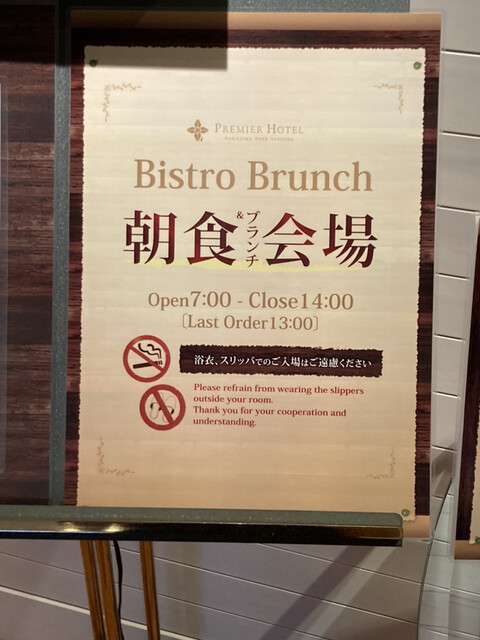 PREMIER HOTEL
NAKAJIMA PARK SAPPORO
Bistro Brunch
朝食&ブランチ会場
Open7:00 - Close14:00
〔Last Order13:00〕
浴衣、スリッパでのご入場はご遠慮ください
Please refrain from wearing the slippers
outside your room.
Thank you for your cooperation and
understanding.